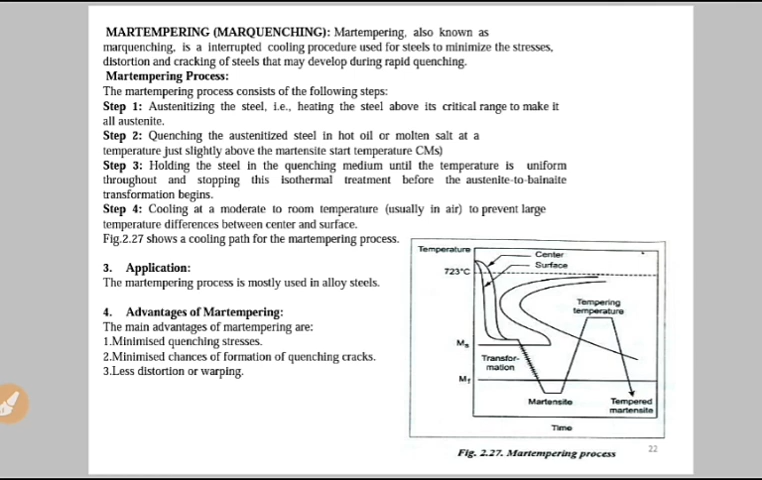 MARTEMPERING (MARQUENCHING): Martempering, also known as
marquenching, is a interrupted cooling procedure used for steels to minimize the stresses,
distortion and cracking of steels that may develop during rapid quenching.
Martempering Process:
The martempering process consists of the following steps:
Step 1: Austenitizing the steel, i.e., heating the steel above its critical range to make it
all austenite.
Step 2: Quenching the austenitized steel in hot oil or molten salt at a
temperature just slightly above the martensite start temperature CMs)
Step 3: Holding the steel in the quenching medium until the temperature is uniform
throughout and stopping this isothermal treatment before the austenite-to-bainaite
transformation begins.
Step 4: Cooling at a moderate to room temperature (usually in air) to prevent large
temperature differences between center and surface.
Fig.2.27 shows a cooling path for the martempering process.
3. Application:
The martempering process is mostly used in alloy steels.
4. Advantages of Martempering:
The main advantages of martempering are:
1.Minimised quenching stresses.
2.Minimised chances of formation of quenching cracks.
3.Less distortion or warping.
Temperature
Center
Surface
723°C
Tempering
temperature
Ms
Transfor-
mation
Mf
Martensite
Tempered
martensite
Time
Fig. 2.27. Martempering process
22